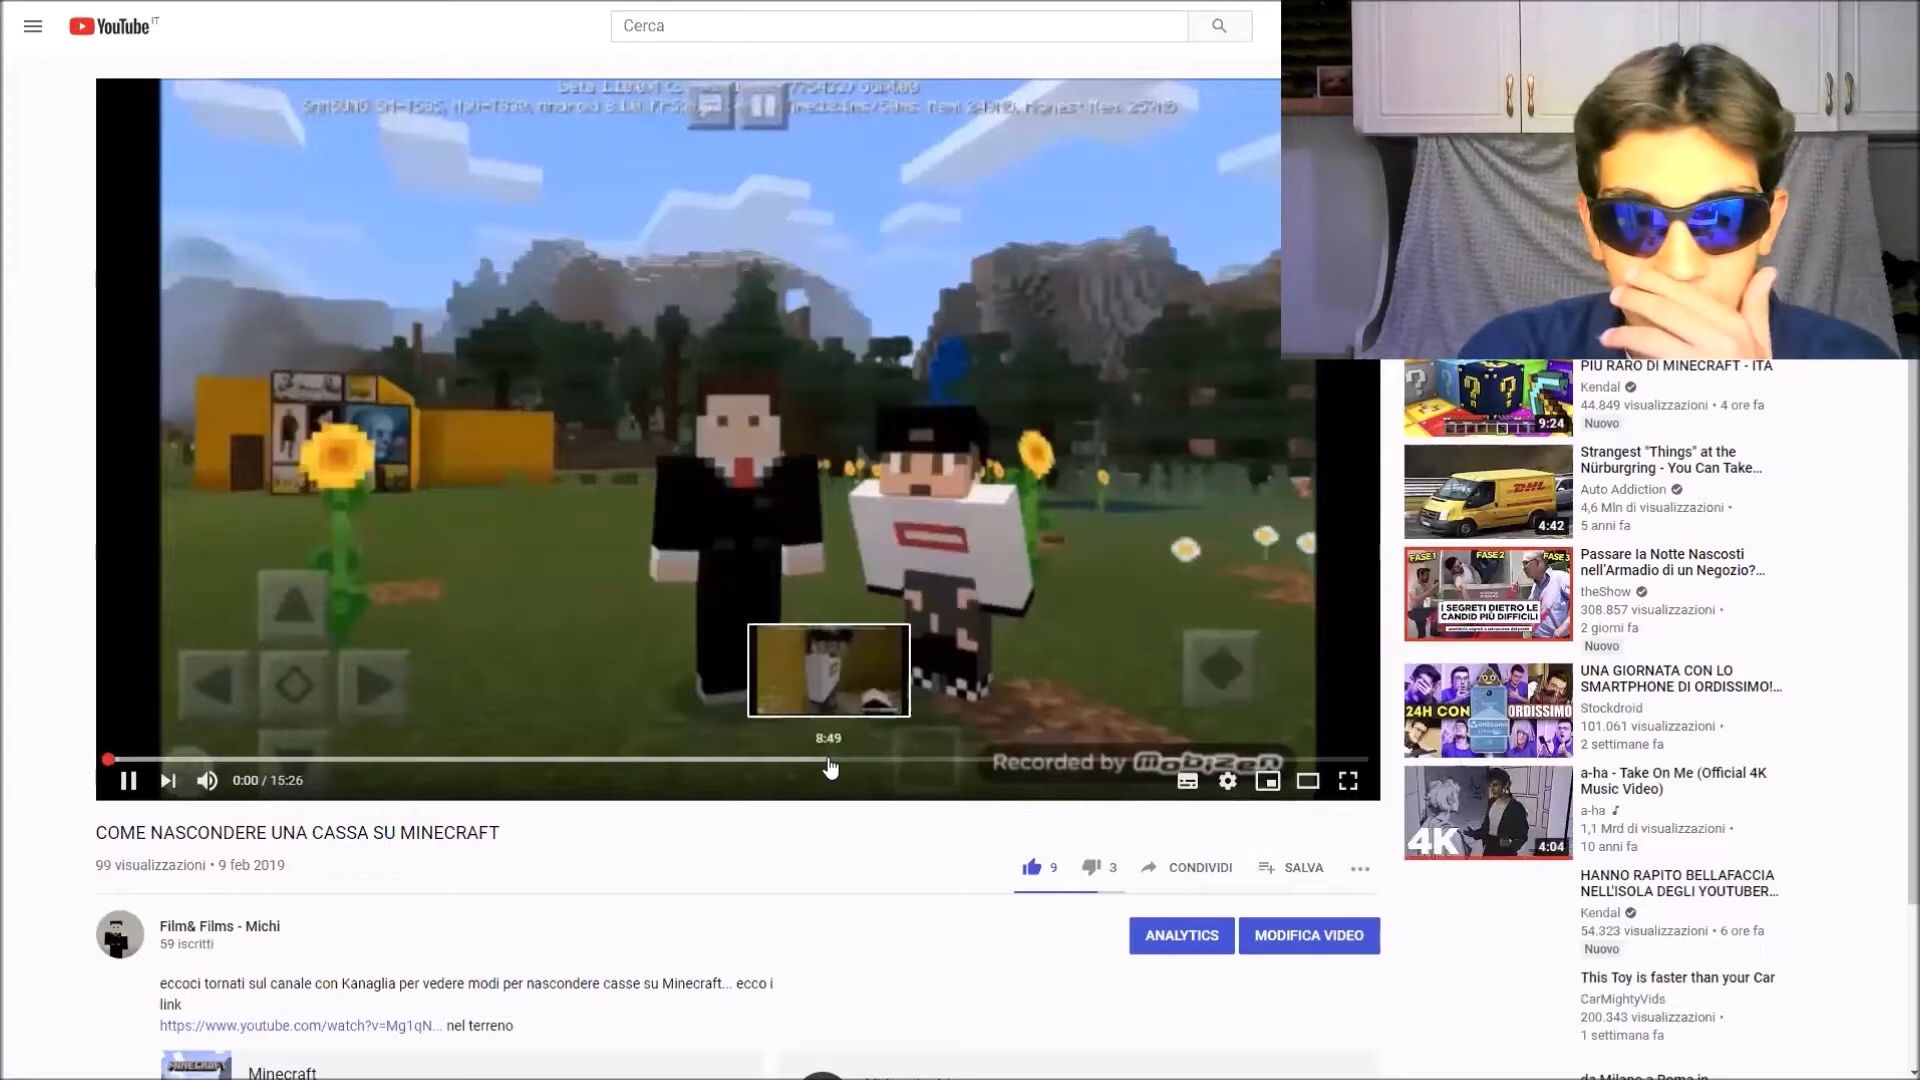 YouTube IT
Cerca
Recorded by mobizen
8:49
0:00 / 15:26
COME NASCONDERE UNA CASSA SU MINECRAFT
99 visualizzazioni • 9 feb 2019
9
3
CONDIVIDI
SALVA
Film& Films - Michi
59 iscritti
ANALYTICS
MODIFICA VIDEO
eccoci tornati sul canale con Kanaglia per vedere modi per nascondere casse su Minecraft... ecco i
link
https://www.youtube.com/watch?v=Mg1qN... nel terreno
MINECRAFT
Minecraft
PIÙ RARO DI MINECRAFT - ITA
Kendal
44.849 visualizzazioni • 4 ore fa
Nuovo
9:24
Strangest "Things" at the
Nürburgring - You Can Take...
Auto Addiction
4,6 Mln di visualizzazioni •
5 anni fa
DHL
4:42
Passare la Notte Nascosti
nell'Armadio di un Negozio?...
theShow
308.857 visualizzazioni •
2 giorni fa
Nuovo
FASE 1
FASE 2
FASE 3
I SEGRETI DIETRO LE
CANDID PIÙ DIFFICILI
UNA GIORNATA CON LO
SMARTPHONE DI ORDISSIMO!...
Stockdroid
101.061 visualizzazioni •
2 settimane fa
24H CON
ORDISSIMO
a-ha - Take On Me (Official 4K
Music Video)
a-ha
1,1 Mrd di visualizzazioni •
10 anni fa
4K
4:04
HANNO RAPITO BELLAFACCIA
NELL'ISOLA DEGLI YOUTUBER...
Kendal
54.323 visualizzazioni • 6 ore fa
Nuovo
This Toy is faster than your Car
CarMightyVids
200.343 visualizzazioni •
1 settimana fa
da Milano a Roma in